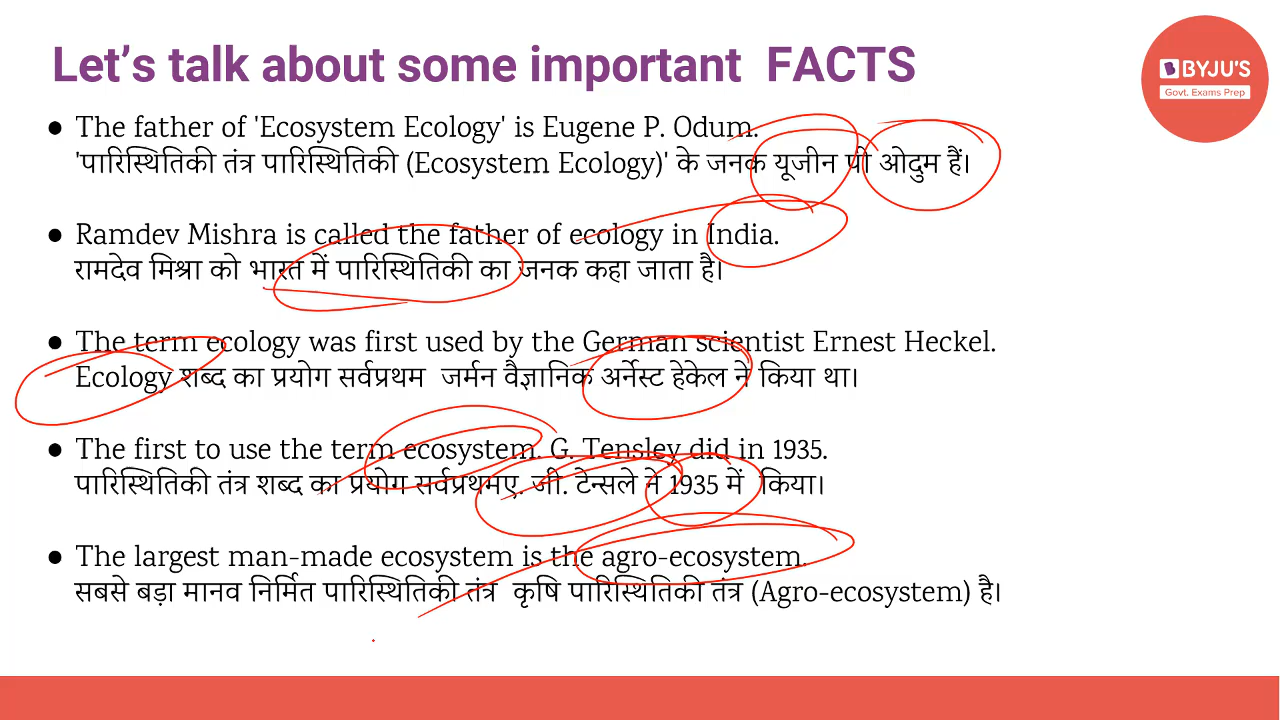 Let's talk about some important FACTS
BYJU'S
Govt. Exams Prep
● The father of 'Ecosystem Ecology' is Eugene P. Odum.
'पारिस्थितिकी तंत्र पारिस्थितिकी (Ecosystem Ecology)' के जनक यूजीन पी ओदुम हैं।
● Ramdev Mishra is called the father of ecology in India.
रामदेव मिश्रा को भारत में पारिस्थितिकी का जनक कहा जाता है।
● The term ecology was first used by the German scientist Ernest Heckel.
Ecology शब्द का प्रयोग सर्वप्रथम जर्मन वैज्ञानिक अर्नेस्ट हेकेल ने किया था।
● The first to use the term ecosystem. G. Tensley did in 1935.
पारिस्थितिकी तंत्र शब्द का प्रयोग सर्वप्रथमए. जी. टेन्सले ने 1935 में किया।
● The largest man-made ecosystem is the agro-ecosystem.
सबसे बड़ा मानव निर्मित पारिस्थितिकी तंत्र कृषि पारिस्थितिकी तंत्र (Agro-ecosystem) है।